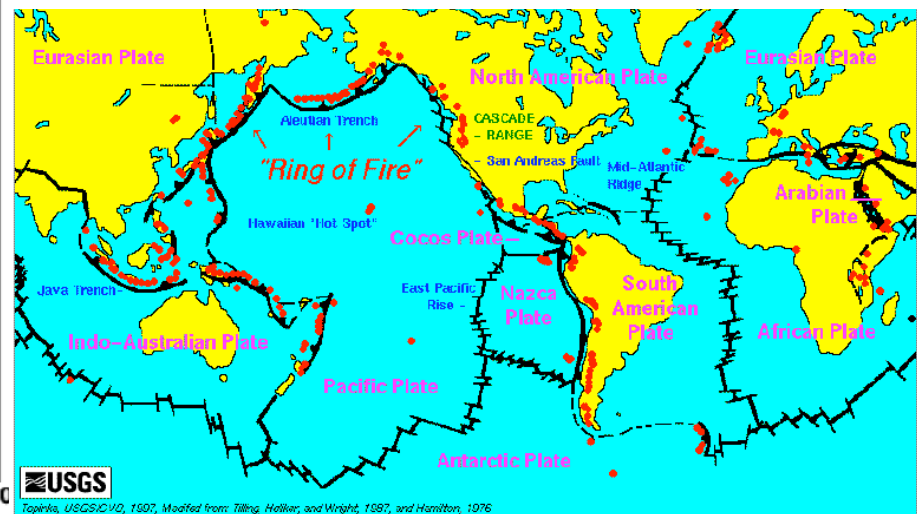 Eurasian Plate
North American Plate
Eurasian Plate
Aleutian Trench
CASCADE
RANGE
"Ring of Fire"
San Andreas Fault
Mid-Atlantic
Ridge
Arabian
Plate
Hawaiian "Hot Spot"
Cocos Plate
Java Trench
East Pacific
Rise
Nazca
Plate
South
American
Plate
Indo-Australian Plate
African Plate
Pacific Plate
Antarctic Plate
USGS
Topinka, USGS/CVO, 1997, Modified from: Tilling, Heliker, and Wright, 1987, and Hamilton, 1976